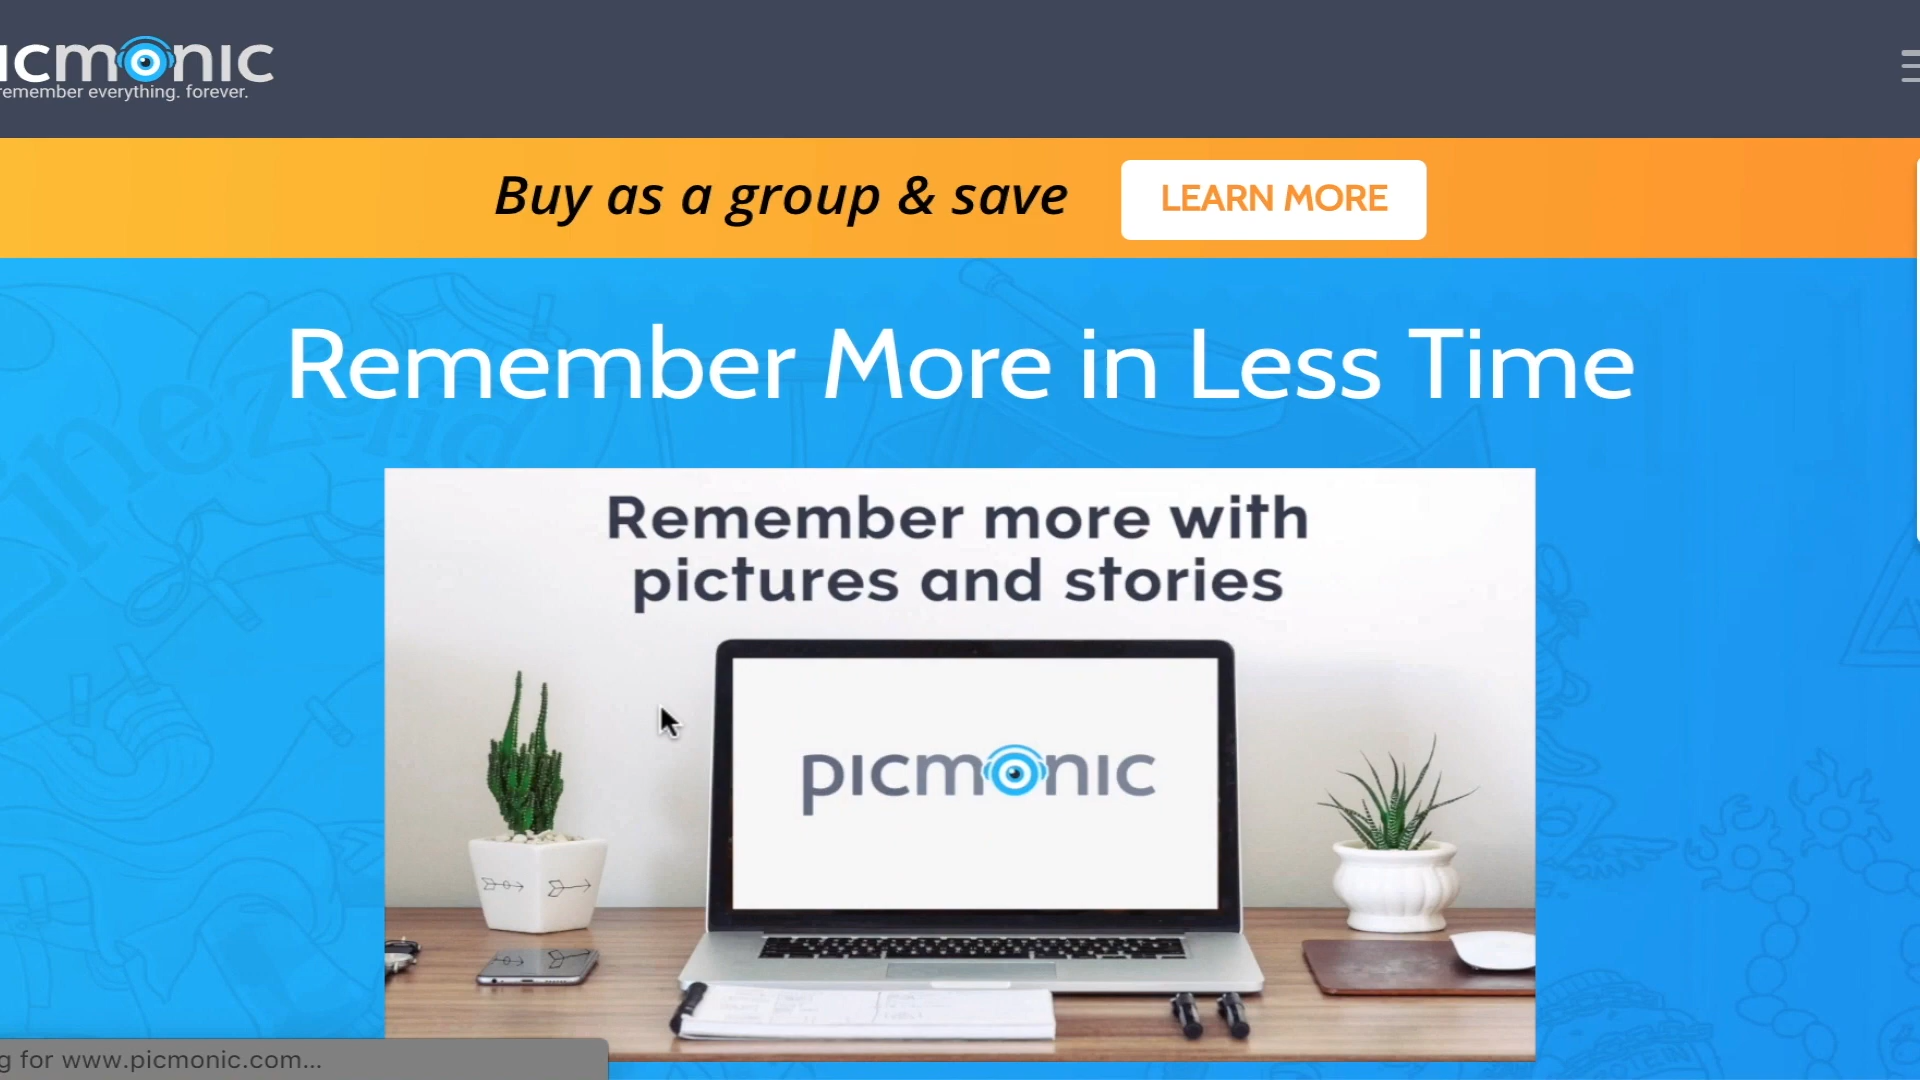 icmonic
remember everything. forever.
Buy as a group & save
LEARN MORE
Remember More in Less Time
Remember more with
pictures and stories
picmonic
g for www.picmonic.com...